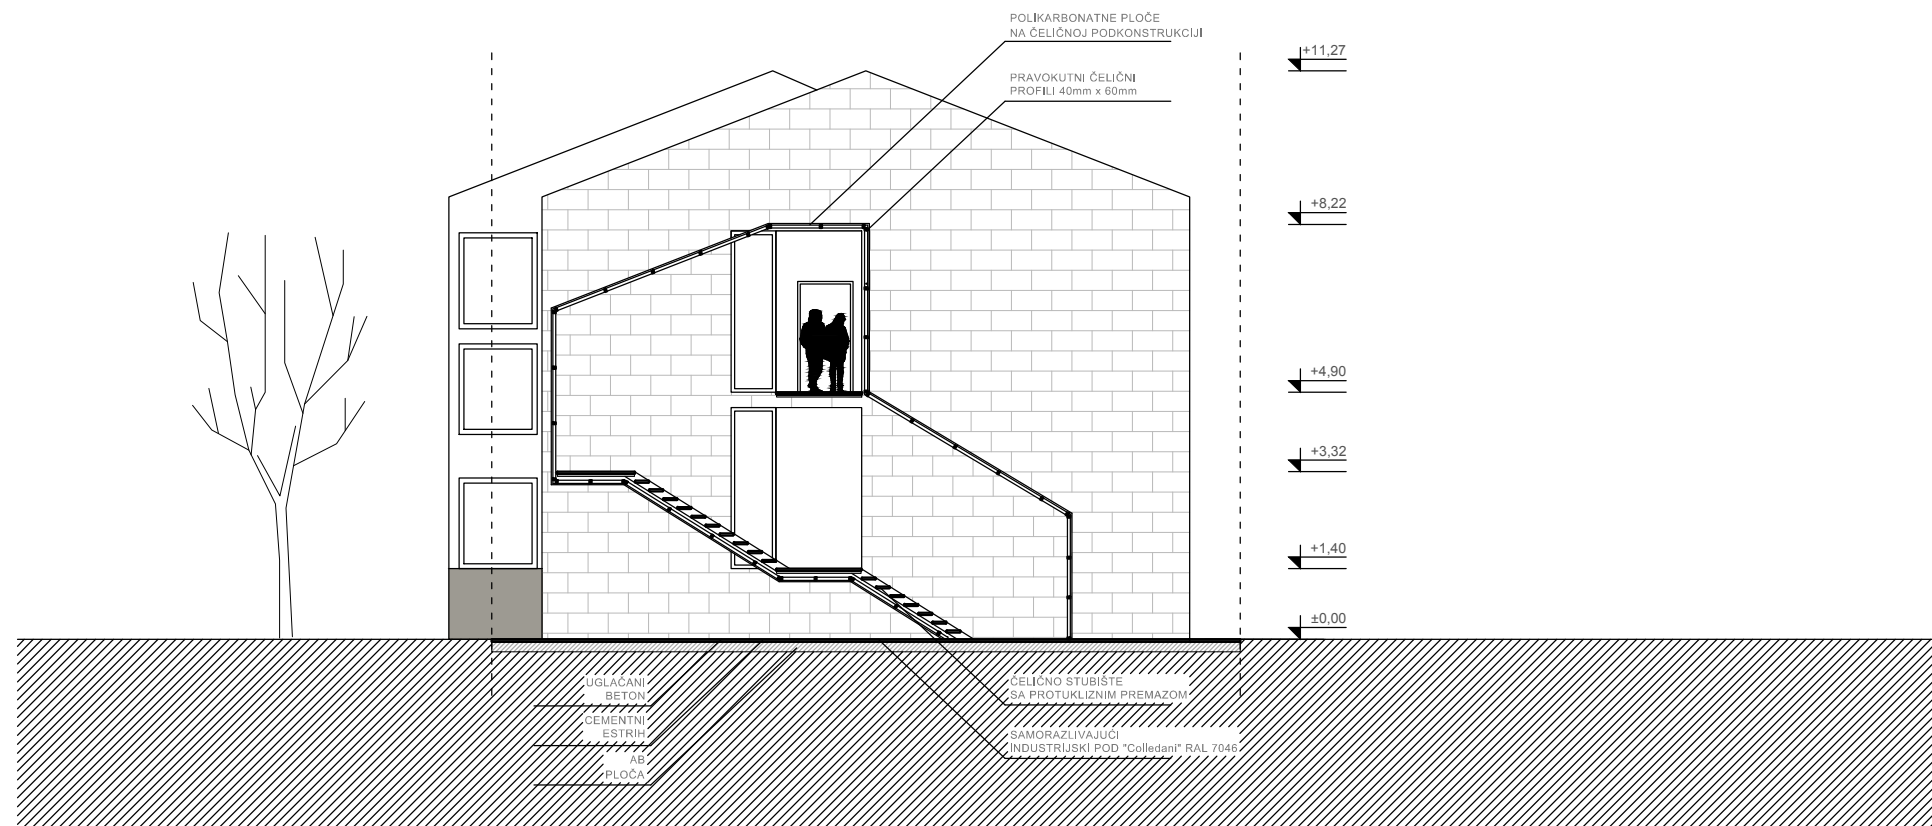 POLIKARBONATNE PLOČE
NA ČELIČNOJ PODKONSTRUKCIJI
PRAVOKUTNI ČELIČNI
PROFILI 40mm x 60mm
+11,27
+8,22
+4,90
+3,32
+1,40
±0,00
UGLAČANI
BETON
CEMENTNI
ESTRIH
AB
PLOČA
ČELIČNO STUBIŠTE
SA PROTUKLIZNIM PREMAZOM
SAMORAZLIVAJUĆI
INDUSTRIJSKI POD "Colledani" RAL 7046